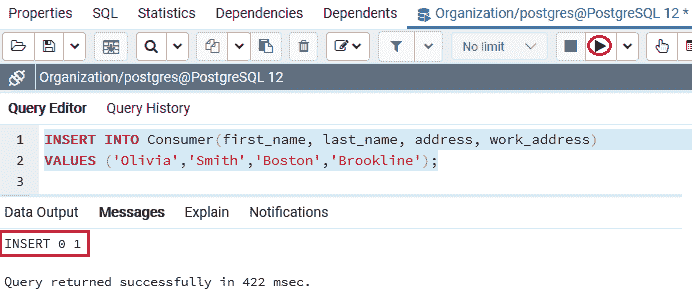 Properties SQL Statistics Dependencies Dependents Organization/postgres@PostgreSQL 12 *
No limit
Organization/postgres@PostgreSQL 12
Query Editor Query History
1 INSERT INTO Consumer(first_name, last_name, address, work_address)
2 VALUES ('Olivia','Smith','Boston','Brookline');
3
Data Output Messages Explain Notifications
INSERT 0 1
Query returned successfully in 422 msec.